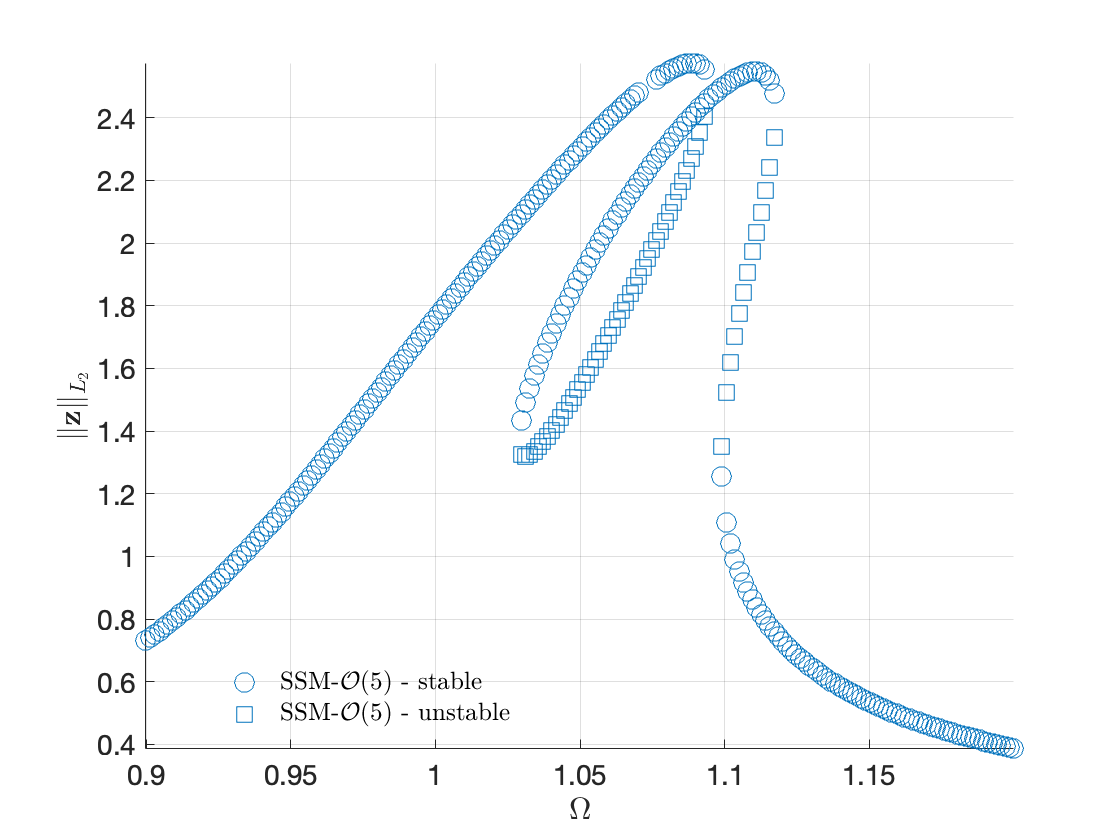 2.4
2.2
2
1.8
1.6
1.4
1.2
1
0.8
0.6
0.4
||z||_{L_2}
SSM-𝒪(5) - stable
SSM-𝒪(5) - unstable
0.9 0.95 1 1.05 1.1 1.15
Ω